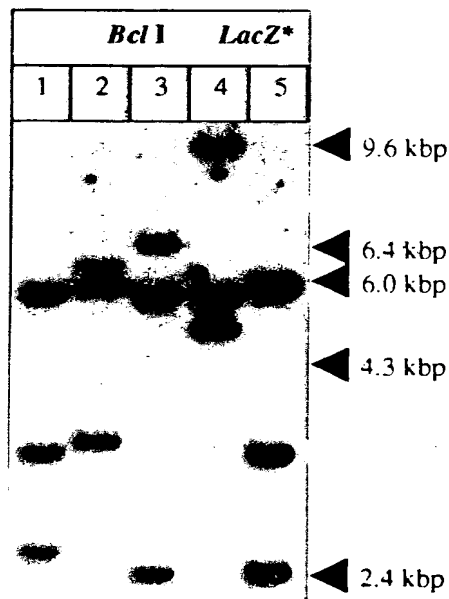 Bcl I LacZ*
1 2 3 4 5
9.6 kbp
6.4 kbp
6.0 kbp
4.3 kbp
2.4 kbp